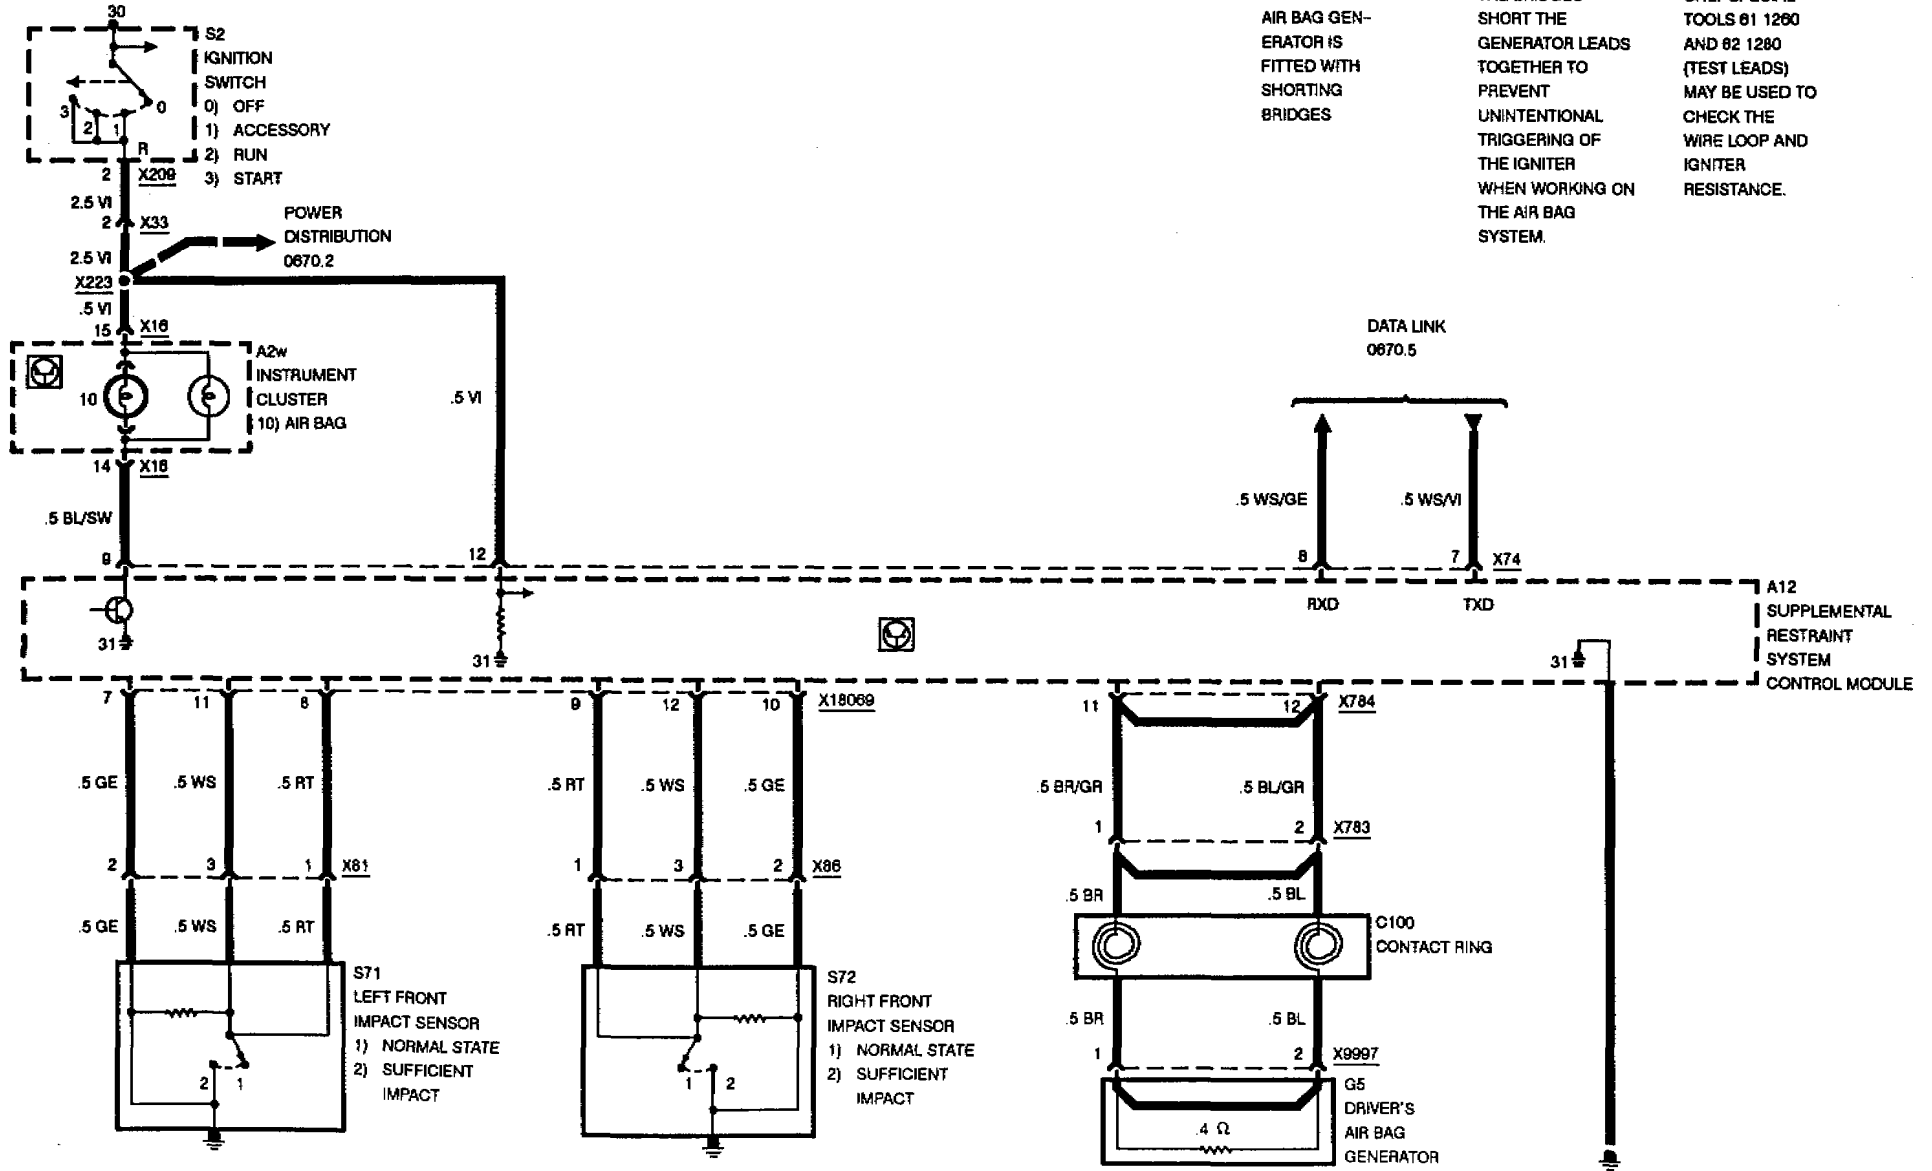 30
S2
IGNITION
SWITCH
0) OFF
1) ACCESSORY
2) RUN
3) START
3
2
1
0
R
2 X209
2.5 VI
2 X33
2.5 VI
X223
POWER
DISTRIBUTION
0670.2
.5 VI
15 X16
A2w
INSTRUMENT
CLUSTER
10) AIR BAG
10
14 X16
.5 BL/SW
9
.5 VI
12
AIR BAG GEN-
ERATOR IS
FITTED WITH
SHORTING
BRIDGES
SHORT THE
GENERATOR LEADS
TOGETHER TO
PREVENT
UNINTENTIONAL
TRIGGERING OF
THE IGNITER
WHEN WORKING ON
THE AIR BAG
SYSTEM.
TOOLS 61 1260
AND 62 1280
(TEST LEADS)
MAY BE USED TO
CHECK THE
WIRE LOOP AND
IGNITER
RESISTANCE.
DATA LINK
0670.5
.5 WS/GE
.5 WS/VI
8
7 X74
RXD
TXD
A12
SUPPLEMENTAL
RESTRAINT
SYSTEM
CONTROL MODULE
31
31
31
7
11
8
9
12
10
X18069
11
12
X784
.5 GE
.5 WS
.5 RT
.5 RT
.5 WS
.5 GE
.5 BR/GR
.5 BL/GR
1
2 X783
2
3
1 X81
1
3
2 X86
.5 GE
.5 WS
.5 RT
.5 RT
.5 WS
.5 GE
.5 BR
.5 BL
C100
CONTACT RING
S71
LEFT FRONT
IMPACT SENSOR
1) NORMAL STATE
2) SUFFICIENT
IMPACT
2
1
S72
RIGHT FRONT
IMPACT SENSOR
1) NORMAL STATE
2) SUFFICIENT
IMPACT
1
2
.5 BR
.5 BL
1
2 X9997
G5
DRIVER'S
AIR BAG
GENERATOR
.4 Ω